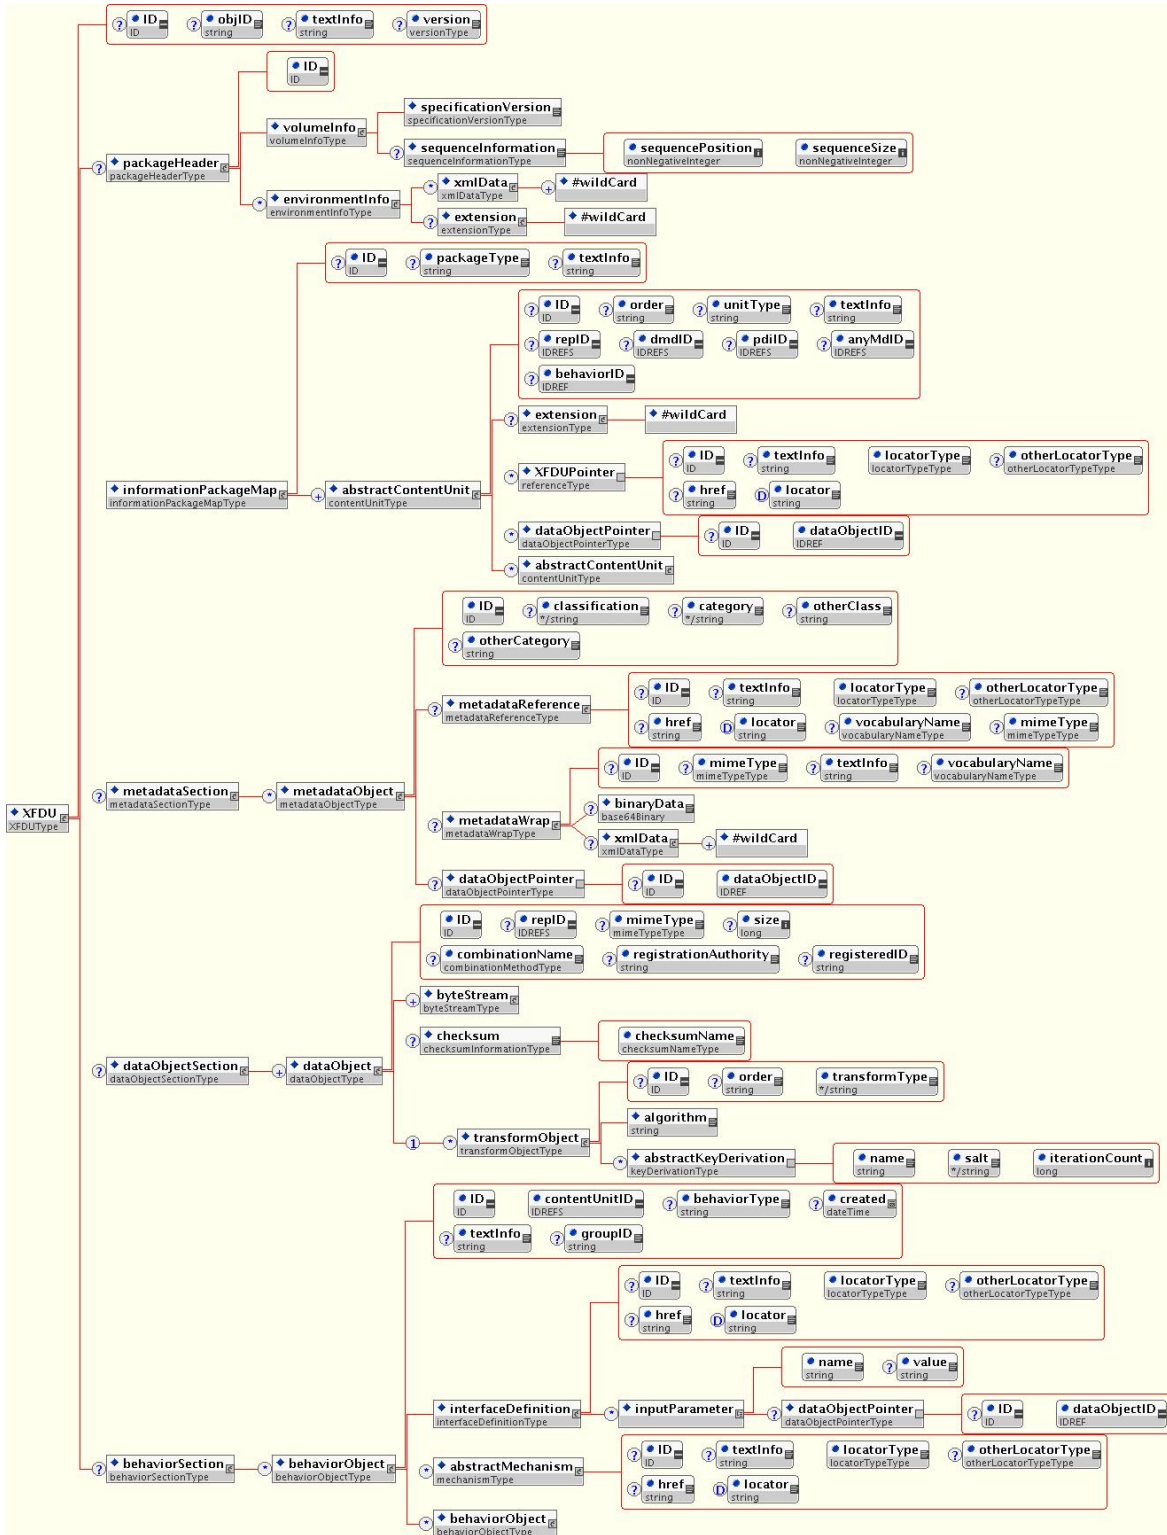 ? ID ? objID ? textInfo ? version
ID string string versionType
ID
ID
specificationVersion
specificationVersionType
volumeInfo
volumeInfoType
? sequenceInformation sequencePosition sequenceSize
sequenceInformationType nonNegativeInteger nonNegativeInteger
? packageHeader
packageHeaderType
* environmentInfo
environmentInfoType
* xmlData + #wildCard
xmlDataType
? extension #wildCard
extensionType
? ID ? packageType ? textInfo
ID string string
? ID ? order ? unitType ? textInfo
ID string string string
? repID ? dmdID ? pdiID ? anyMdID
IDREFS IDREFS IDREFS IDREFS
? behaviorID
IDREF
? extension #wildCard
extensionType
? ID ? textInfo locatorType ? otherLocatorType
ID string locatorTypeType otherLocatorTypeType
* XFDUPointer
referenceType
? href D locator
string string
informationPackageMap + abstractContentUnit
informationPackageMapType contentUnitType
* dataObjectPointer ? ID dataObjectID
dataObjectPointerType ID IDREF
* abstractContentUnit
contentUnitType
ID ? classification ? category ? otherClass
ID */string */string string
? otherCategory
string
? ID ? textInfo locatorType ? otherLocatorType
ID string locatorTypeType otherLocatorTypeType
? metadataReference
metadataReferenceType
? href D locator ? vocabularyName ? mimeType
string string vocabularyNameType mimeTypeType
? ID ? mimeType ? textInfo ? vocabularyName
ID mimeTypeType string vocabularyNameType
? metadataSection * metadataObject
metadataSectionType metadataObjectType
? binaryData
base64Binary
XFDU
XFDUType
? metadataWrap
metadataWrapType
? xmlData + #wildCard
xmlDataType
? dataObjectPointer ? ID dataObjectID
dataObjectPointerType ID IDREF
ID ? repID ? mimeType ? size
ID IDREFS mimeTypeType long
? combinationName ? registrationAuthority ? registeredID
combinationMethodType string string
+ byteStream
byteStreamType
? checksum checksumName
checksumInformationType checksumNameType
? dataObjectSection + dataObject
dataObjectSectionType dataObjectType
? ID ? order transformType
ID string */string
algorithm
string
1 * transformObject
transformObjectType
* abstractKeyDerivation name salt iterationCount
keyDerivationType string */string long
ID contentUnitID ? behaviorType ? created
ID IDREFS string dateTime
? textInfo ? groupID
string string
? ID ? textInfo locatorType ? otherLocatorType
ID string locatorTypeType otherLocatorTypeType
? href D locator
string string
name ? value
string string
interfaceDefinition * inputParameter ? dataObjectPointer ? ID dataObjectID
interfaceDefinitionType dataObjectPointerType ID IDREF
? behaviorSection * behaviorObject
behaviorSectionType behaviorObjectType
? ID ? textInfo locatorType ? otherLocatorType
ID string locatorTypeType otherLocatorTypeType
* abstractMechanism
mechanismType
? href D locator
string string
* behaviorObject
behaviorObjectType